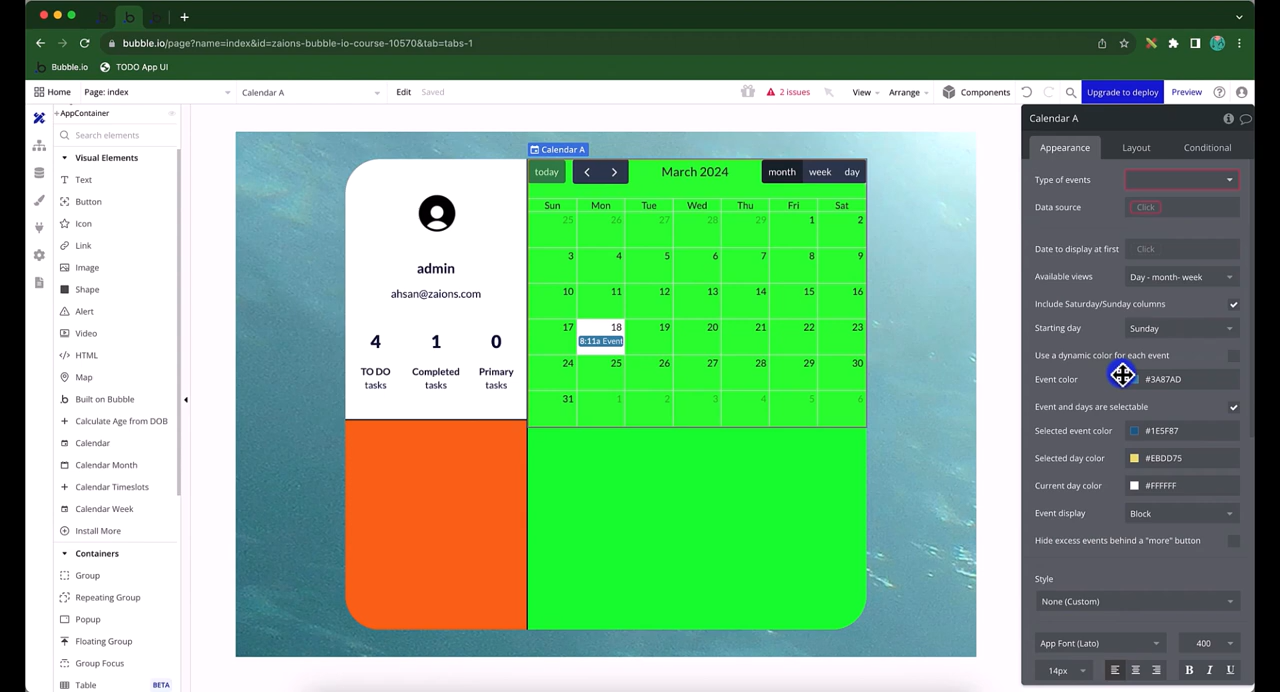 bubble.io/page?name=index&id=zaions-bubble-io-course-10570&tab=tabs-1
Bubble.io TODO App UI
Home Page: index Calendar A Edit Saved 2 issues View Arrange Components Upgrade to deploy Preview
AppContainer
Search elements
Visual Elements
Text
Button
Icon
Link
Image
Shape
Alert
Video
HTML
Map
Built on Bubble
Calculate Age from DOB
Calendar
Calendar Month
Calendar Timeslots
Calendar Week
Install More
Containers
Group
Repeating Group
Popup
Floating Group
Group Focus
Table BETA
admin
ahsan@zaions.com
4 1 0
TO DO Completed Primary
tasks tasks tasks
Calendar A
today March 2024 month week day
Sun Mon Tue Wed Thu Fri Sat
25 26 27 28 29 1 2
3 4 5 6 7 8 9
10 11 12 13 14 15 16
17 18 19 20 21 22 23
8:11a Event
24 25 26 27 28 29 30
31 1 2 3 4 5 6
Calendar A
Appearance Layout Conditional
Type of events
Data source Click
Date to display at first Click
Available views Day - month- week
Include Saturday/Sunday columns
Starting day Sunday
Use a dynamic color for each event
Event color #3A87AD
Event and days are selectable
Selected event color #1E5F87
Selected day color #EBDD75
Current day color #FFFFFF
Event display Block
Hide excess events behind a "more" button
Style
None (Custom)
App Font (Lato) 400
14px B I U